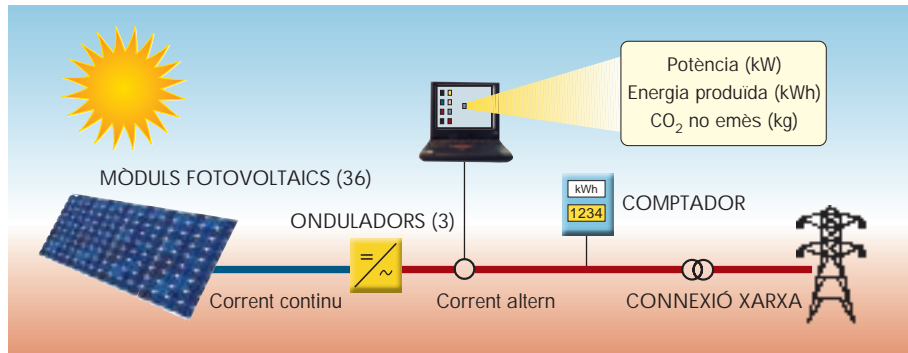 Potència (kW)
Energia produïda (kWh)
CO₂ no emès (kg)
MÒDULS FOTOVOLTAICS (36)
ONDULADORS (3)
kWh
1234
COMPTADOR
Corrent continu
Corrent altern
CONNEXIÓ XARXA